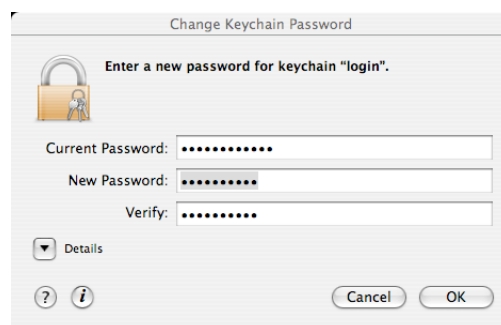 Change Keychain Password
Enter a new password for keychain “login”.
Current Password: ••••••••••••
New Password: ••••••••••
Verify: ••••••••••
Details
? i Cancel OK